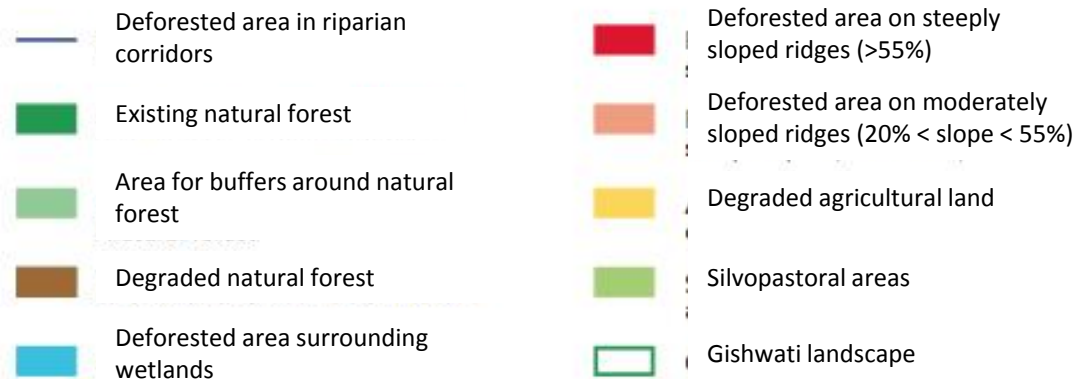 Deforested area in riparian
corridors
Existing natural forest
Area for buffers around natural
forest
Degraded natural forest
Deforested area surrounding
wetlands
Deforested area on steeply
sloped ridges (>55%)
Deforested area on moderately
sloped ridges (20% < slope < 55%)
Degraded agricultural land
Silvopastoral areas
Gishwati landscape